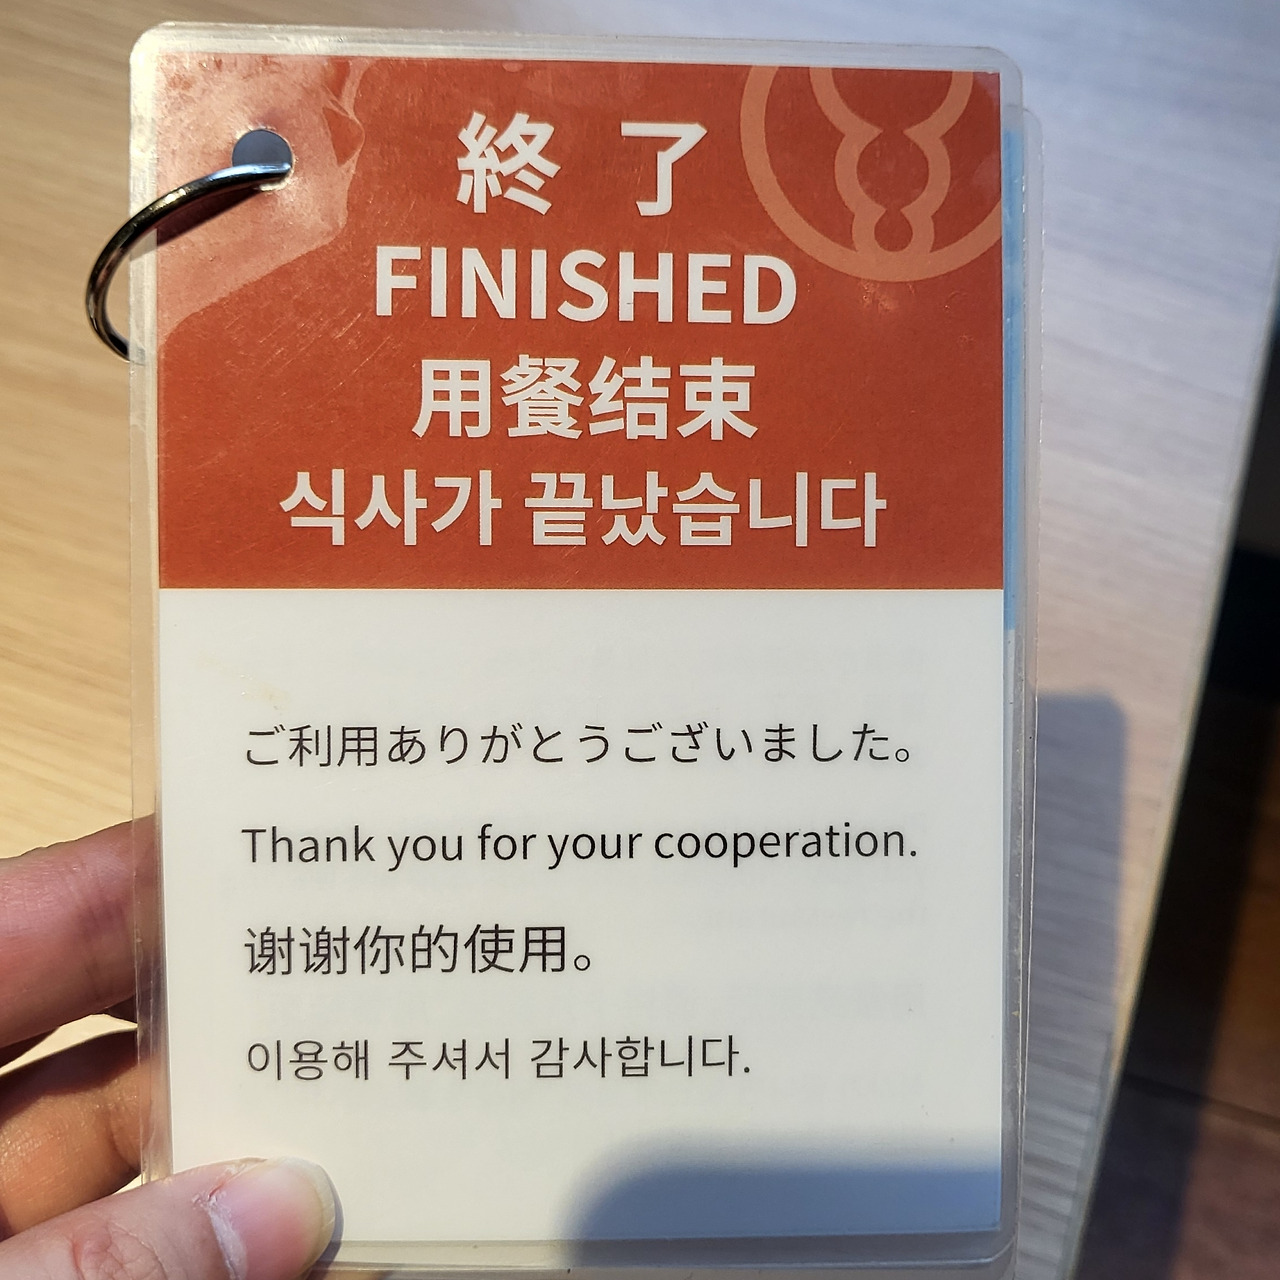 終了
FINISHED
用餐结束
식사가 끝났습니다
ご利用ありがとうございました。
Thank you for your cooperation.
谢谢你的使用。
이용해 주셔서 감사합니다.